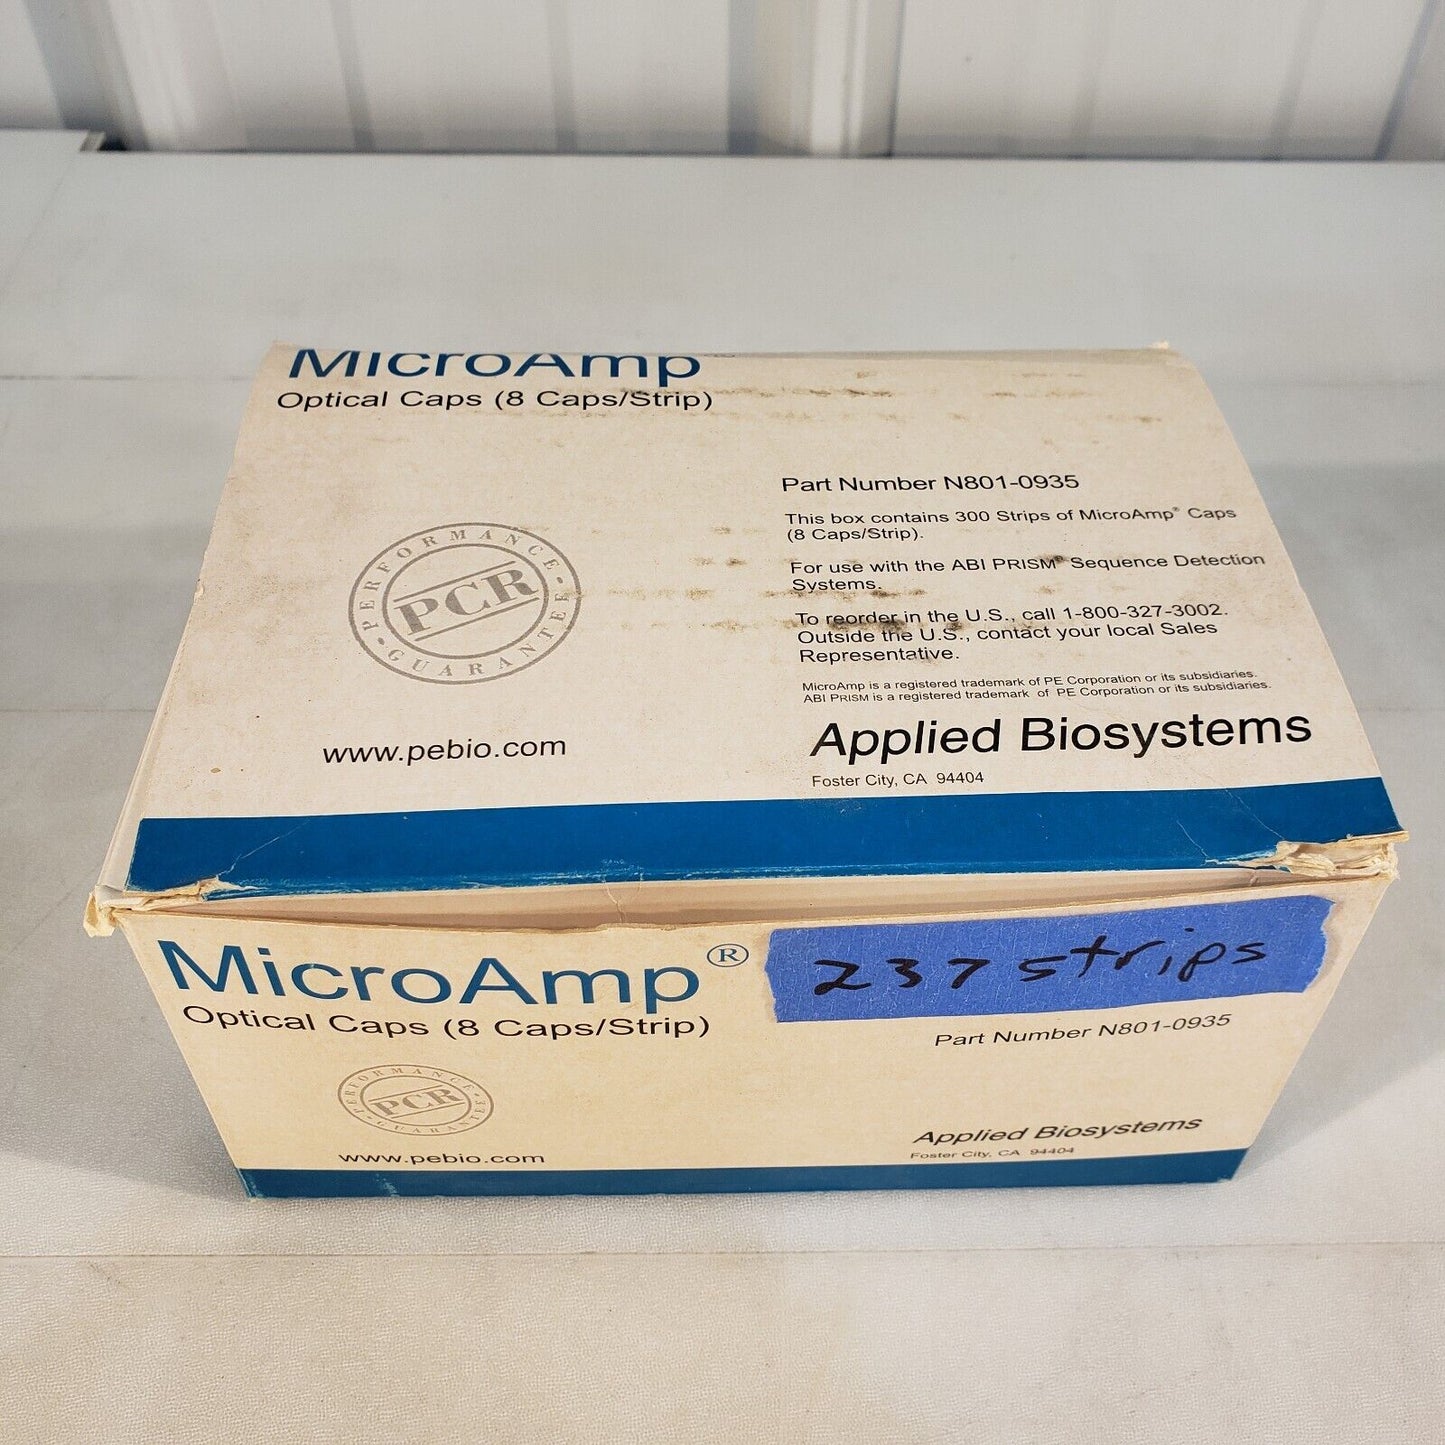 MicroAmp®
Optical Caps (8 Caps/Strip)
PERFORMANCE
PCR
GUARANTEE
www.pebio.com
Part Number N801-0935
This box contains 300 Strips of MicroAmp® Caps
(8 Caps/Strip).
For use with the ABI PRISM® Sequence Detection
Systems.
To reorder in the U.S., call 1-800-327-3002.
Outside the U.S., contact your local Sales
Representative.
MicroAmp is a registered trademark of PE Corporation or its subsidiaries.
ABI PRISM is a registered trademark of PE Corporation or its subsidiaries.
Applied Biosystems
Foster City, CA 94404
MicroAmp®
Optical Caps (8 Caps/Strip)
237 strips
Part Number N801-0935
PERFORMANCE
PCR
GUARANTEE
www.pebio.com
Applied Biosystems
Foster City, CA 94404